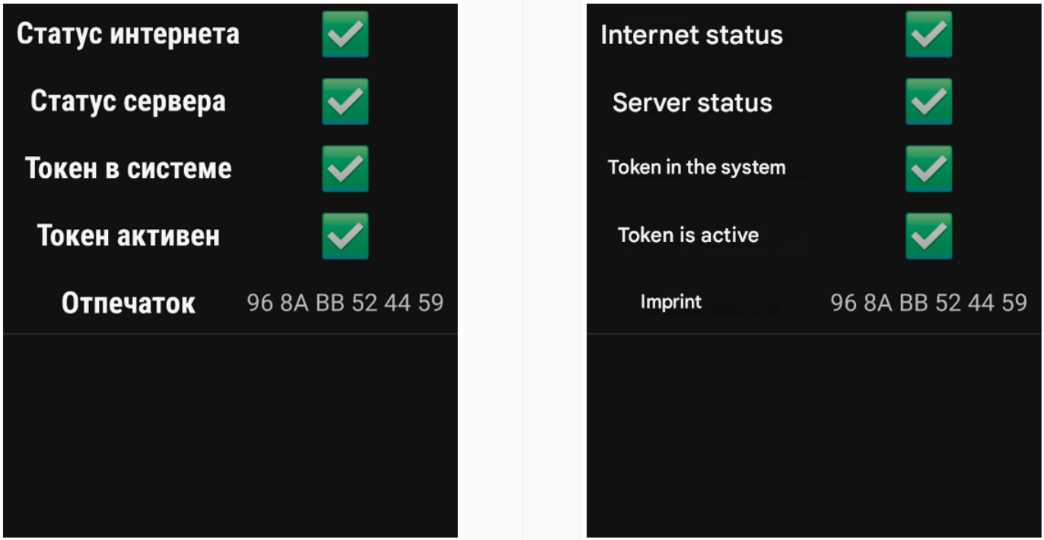 Статус интернета
Статус сервера
Токен в системе
Токен активен
Отпечаток 96 8A BB 52 44 59
Internet status
Server status
Token in the system
Token is active
Imprint 96 8A BB 52 44 59